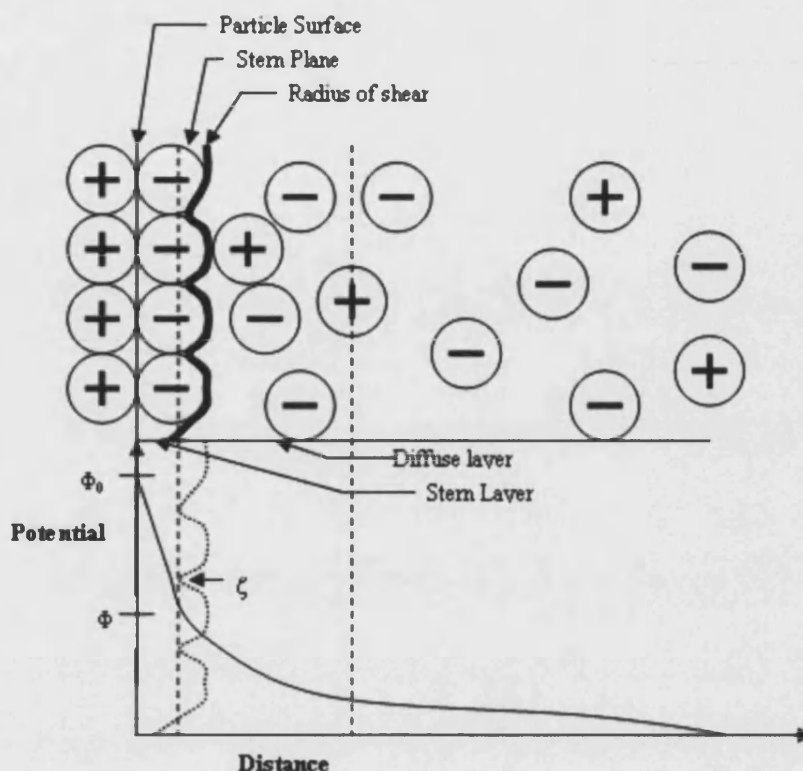 Particle Surface
Stern Plane
Radius of shear
+ − − − +
+ − + − −
+ − − + − +
+ − − −
Diffuse layer
Stern Layer
Φ₀
Potential
ζ
Φ
Distance